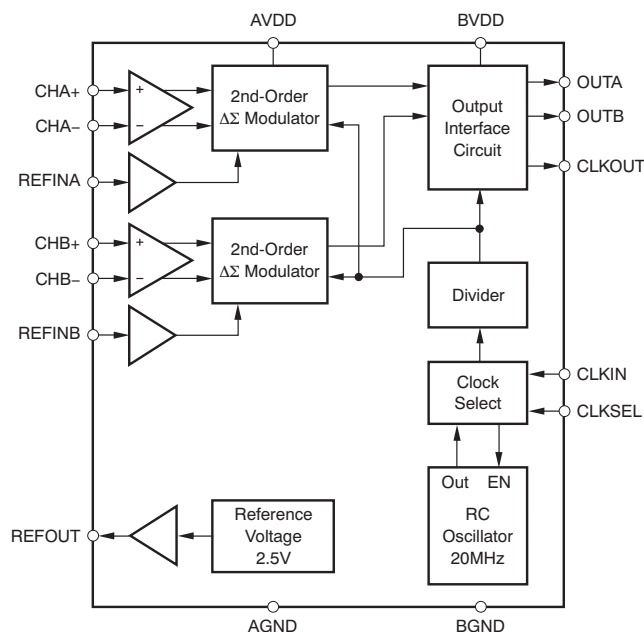 AVDD
BVDD
CHA+
CHA−
+
−
2nd-Order
ΔΣ Modulator
Output
Interface
Circuit
OUTA
OUTB
CLKOUT
REFINA
CHB+
CHB−
+
−
2nd-Order
ΔΣ Modulator
REFINB
Divider
Clock
Select
CLKIN
CLKSEL
Out
EN
RC
Oscillator
20MHz
REFOUT
Reference
Voltage
2.5V
AGND
BGND